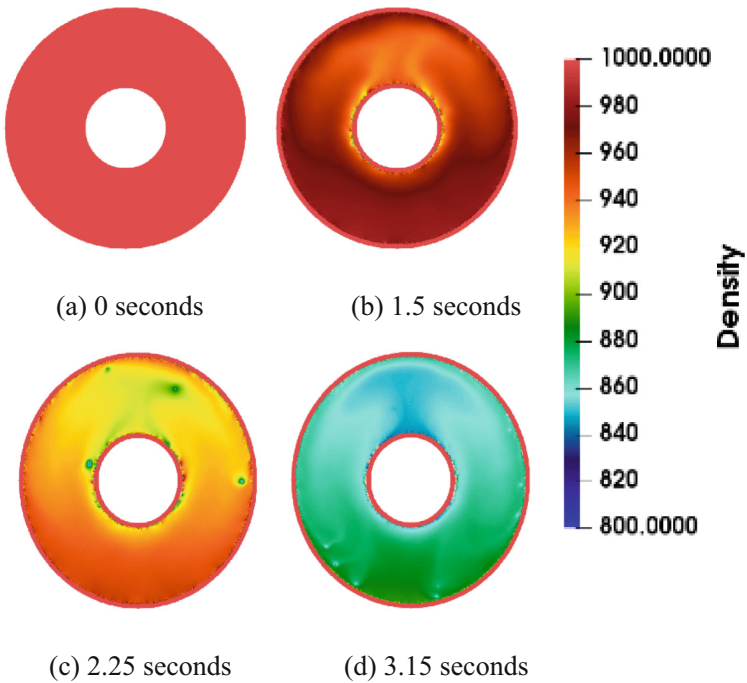 (a) 0 seconds
(b) 1.5 seconds
(c) 2.25 seconds
(d) 3.15 seconds
1000.0000
980
960
940
920
900
880
860
840
820
800.0000
Density